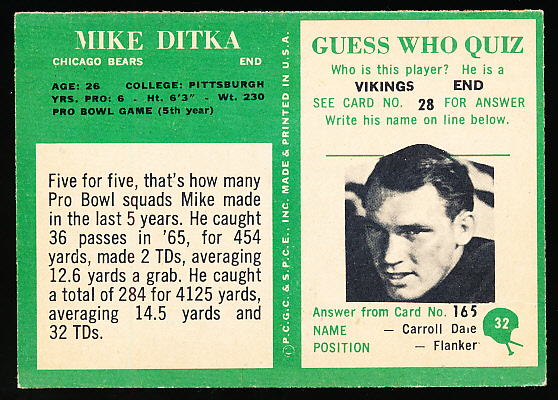 MIKE DITKA
CHICAGO BEARS END
AGE: 26 COLLEGE: PITTSBURGH
YRS. PRO: 6 - Ht. 6'3" - Wt. 230
PRO BOWL GAME (5th year)
Five for five, that's how many
Pro Bowl squads Mike made
in the last 5 years. He caught
36 passes in '65, for 454
yards, made 2 TDs, averaging
12.6 yards a grab. He caught
a total of 284 for 4125 yards,
averaging 14.5 yards and
32 TDs.
Ⓟ P.C.G.C. & S.P.C.E., INC. MADE & PRINTED IN U.S.A.
GUESS WHO QUIZ
Who is this player? He is a
VIKINGS END
SEE CARD NO. 28 FOR ANSWER
Write his name on line below.
Answer from Card No. 165
NAME — Carroll Dale
POSITION — Flanker
32